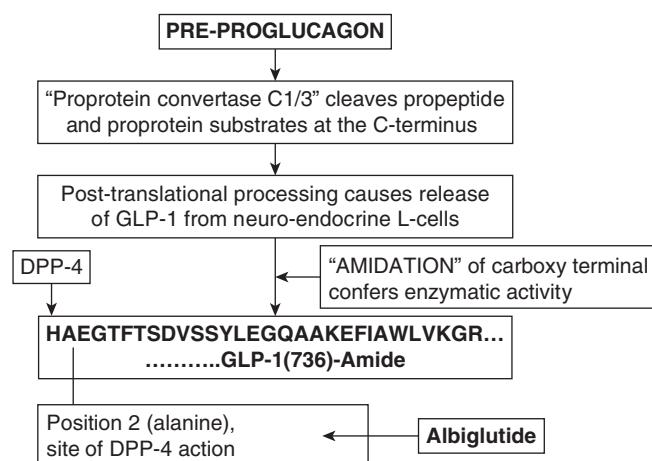 PRE-PROGLUCAGON
“Proprotein convertase C1/3” cleaves propeptide
and proprotein substrates at the C-terminus
Post-translational processing causes release
of GLP-1 from neuro-endocrine L-cells
DPP-4
“AMIDATION” of carboxy terminal
confers enzymatic activity
HAEGTFTSDVSSYLEGQAAKEFIAWLVKGR...
...........GLP-1(736)-Amide
Position 2 (alanine),
site of DPP-4 action
Albiglutide